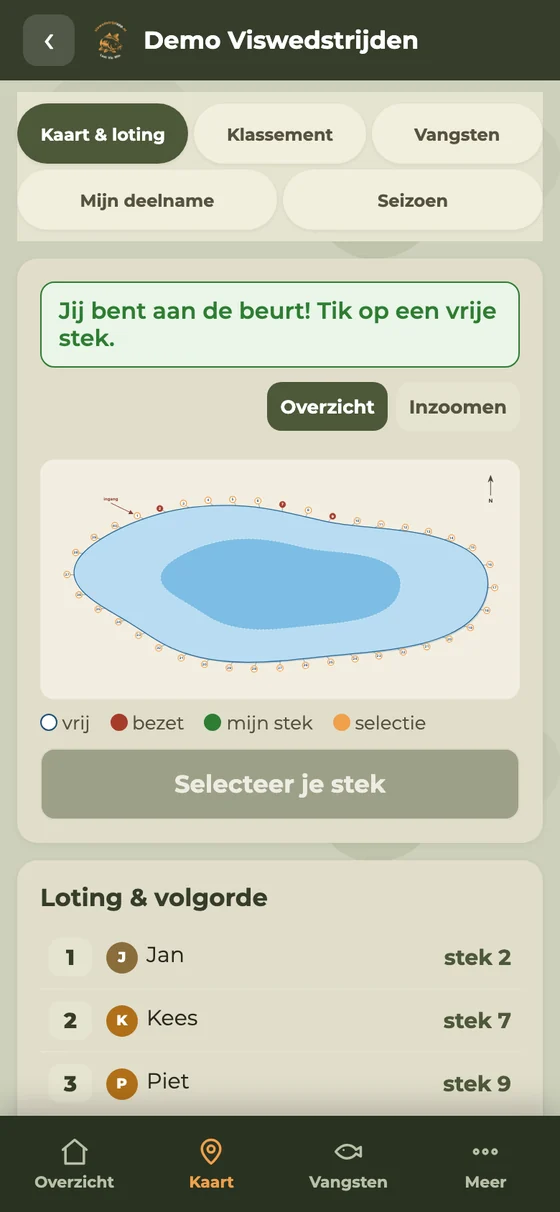 Demo Viswedstrijden
Kaart & loting
Klassement
Vangsten
Mijn deelname
Seizoen
Jij bent aan de beurt! Tik op een vrije
stek.
Overzicht
Inzoomen
Ingang
N
vrij
bezet
mijn stek
selectie
Selecteer je stek
Loting & volgorde
1
J
Jan
stek 2
2
K
Kees
stek 7
3
P
Piet
stek 9
Overzicht
Kaart
Vangsten
Meer